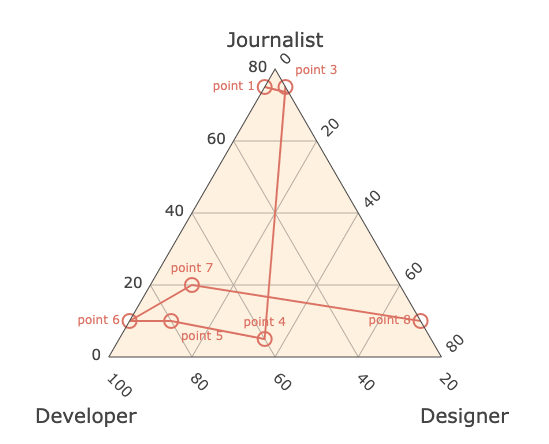 Journalist
80
0
point 3
point 1
60
20
40
40
point 7
20
60
point 6
point 4
point 8
point 5
0
80
100
80
60
40
20
Developer
Designer